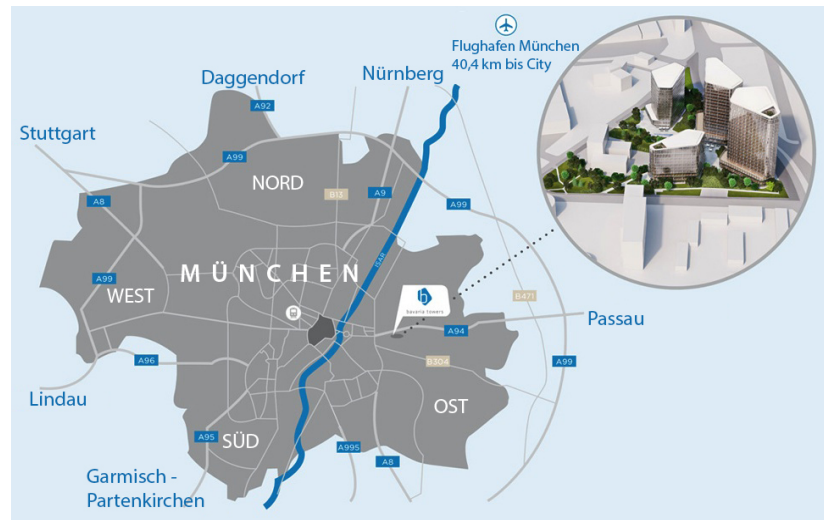 Flughafen München
40,4 km bis City
Daggendorf
Nürnberg
A92
Stuttgart
A99
NORD
B13
A9
A8
A99
MÜNCHEN
ISAR
A99
WEST
b
bavaria towers
B471
Passau
A94
A96
B304
A99
Lindau
OST
A95
SÜD
A995
A8
Garmisch -
Partenkirchen